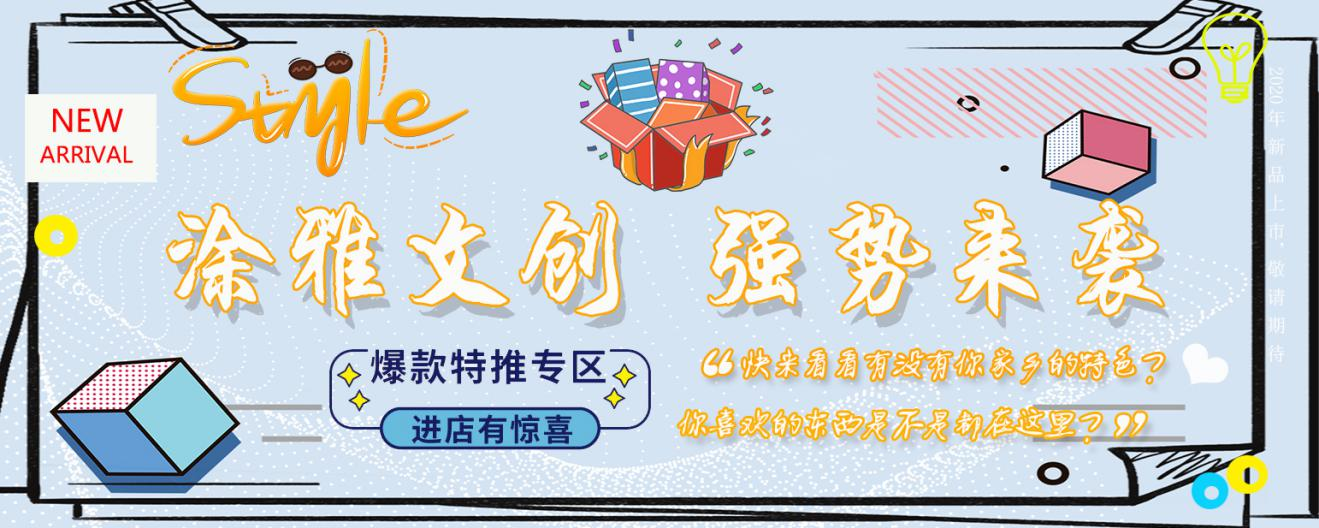 Style
NEW
ARRIVAL
涂雅文创 强势来袭
爆款特推专区
进店有惊喜
“快来看看有没有你家乡的特色？
你喜欢的东西是不是都在这里？”
2020年新品上市，敬请期待